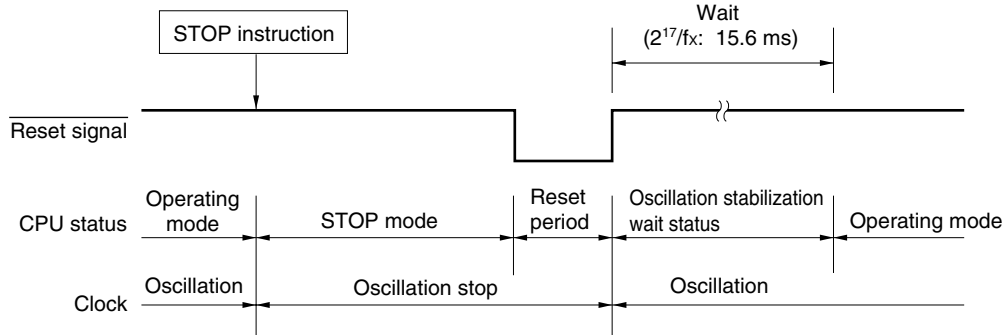 Wait
(2¹⁷/fx: 15.6 ms)
STOP instruction
Reset signal
CPU status
Operating
mode
STOP mode
Reset
period
Oscillation stabilization
wait status
Operating mode
Clock
Oscillation
Oscillation stop
Oscillation